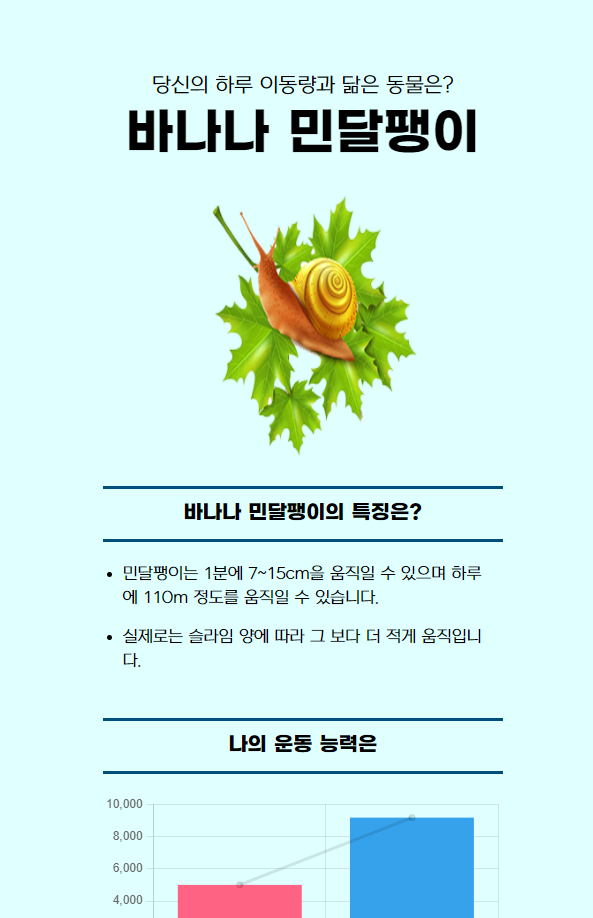 당신의 하루 이동량과 닮은 동물은?
바나나 민달팽이
바나나 민달팽이의 특징은?
• 민달팽이는 1분에 7~15cm을 움직일 수 있으며 하루
에 110m 정도를 움직일 수 있습니다.
• 실제로는 슬라임 양에 따라 그 보다 더 적게 움직입니
다.
나의 운동 능력은
10,000
8,000
6,000
4,000